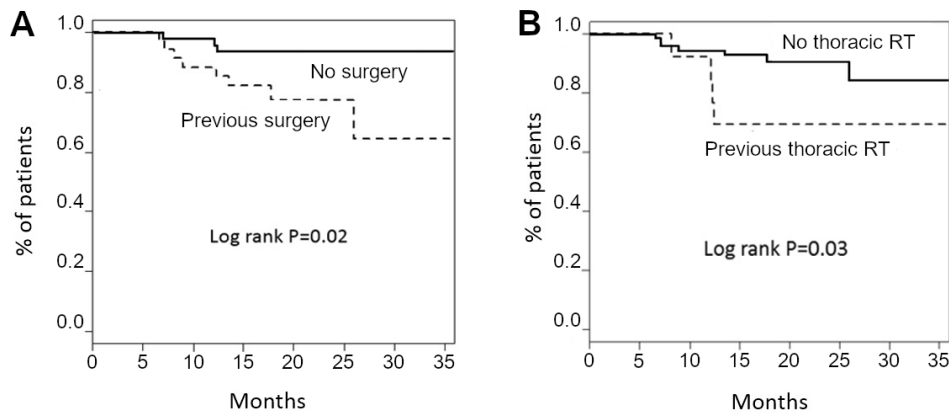 A
% of patients
1.0
0.8
0.6
0.4
0.2
0.0
No surgery
Previous surgery
Log rank P=0.02
0 5 10 15 20 25 30 35
Months
B
% of patients
1.0
0.8
0.6
0.4
0.2
0.0
No thoracic RT
Previous thoracic RT
Log rank P=0.03
0 5 10 15 20 25 30 35
Months